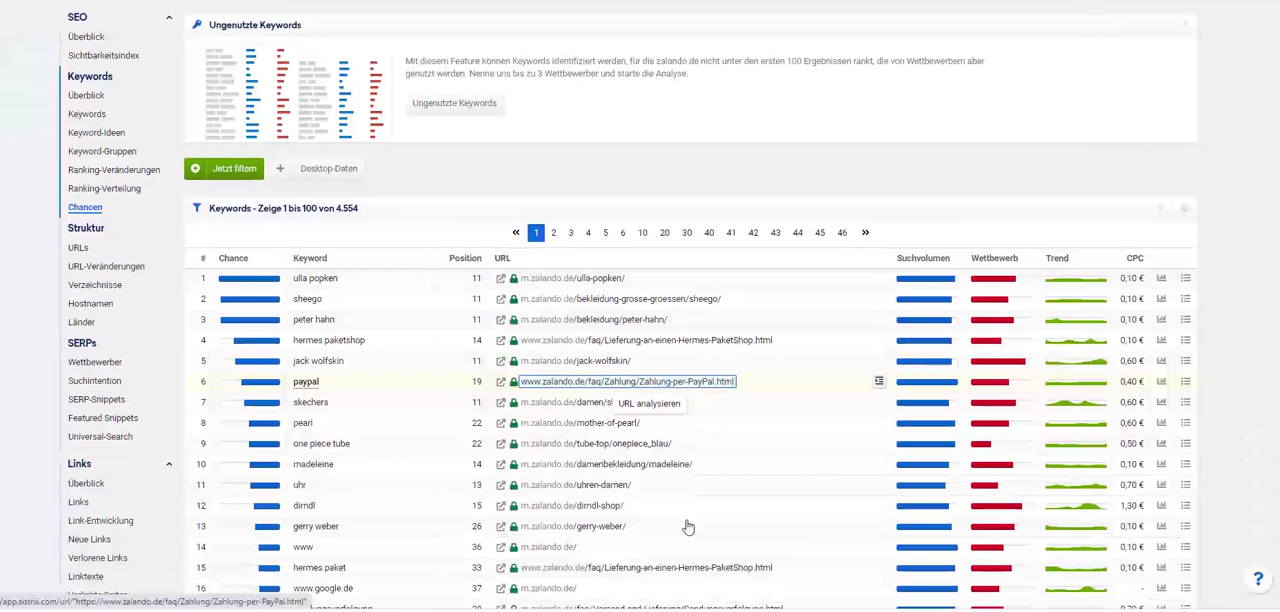 SEO
Überblick
Sichtbarkeitsindex
Keywords
Überblick
Keywords
Keyword-Ideen
Keyword-Gruppen
Ranking-Veränderungen
Ranking-Verteilung
Chancen
Struktur
URLs
URL-Veränderungen
Verzeichnisse
Hostnamen
Länder
SERPs
Wettbewerber
Suchintention
SERP-Snippets
Featured Snippets
Universal-Search
Links
Überblick
Links
Link-Entwicklung
Neue Links
Verlorene Links
Linktexte
Ungenutzte Keywords
Mit diesem Feature können Keywords identifiziert werden, für die zalando.de nicht unter den ersten 100 Ergebnissen rankt, die von Wettbewerbern aber
genutzt werden. Nenne uns bis zu 3 Wettbewerber und starte die Analyse.
Ungenutzte Keywords
Jetzt filtern + Desktop-Daten
Keywords - Zeige 1 bis 100 von 4.554
« 1 2 3 4 5 6 10 20 30 40 41 42 43 44 45 46 »
# Chance Keyword Position URL Suchvolumen Wettbewerb Trend CPC
1 ulla popken 11 m.zalando.de/ulla-popken/ 0,10 €
2 sheego 11 m.zalando.de/bekleidung-grosse-groessen/sheego/ 0,10 €
3 peter hahn 11 m.zalando.de/bekleidung/peter-hahn/ 0,10 €
4 hermes paketshop 14 www.zalando.de/faq/Lieferung-an-einen-Hermes-PaketShop.html 0,10 €
5 jack wolfskin 11 m.zalando.de/jack-wolfskin/ 0,60 €
6 paypal 19 www.zalando.de/faq/Zahlung/Zahlung-per-PayPal.html 0,40 €
7 skechers 11 m.zalando.de/damen/s 0,60 €
URL analysieren
8 pearl 22 m.zalando.de/mother-of-pearl/ 0,60 €
9 one piece tube 22 m.zalando.de/tube-top/onepiece_blau/ 0,50 €
10 madeleine 14 m.zalando.de/damenbekleidung/madeleine/ 0,10 €
11 uhr 13 m.zalando.de/uhren-damen/ 0,70 €
12 dirndl 15 m.zalando.de/dirndl-shop/ 1,30 €
13 gerry weber 26 m.zalando.de/gerry-weber/ 0,10 €
14 www 36 m.zalando.de/ 0,10 €
15 hermes paket 33 www.zalando.de/faq/Lieferung-an-einen-Hermes-PaketShop.html 0,10 €
16 www.google.de 36 m.zalando.de/ -
/app.sistrix.com/url/"https://www.zalando.de/faq/Zahlung/Zahlung-per-PayPal.html"
?